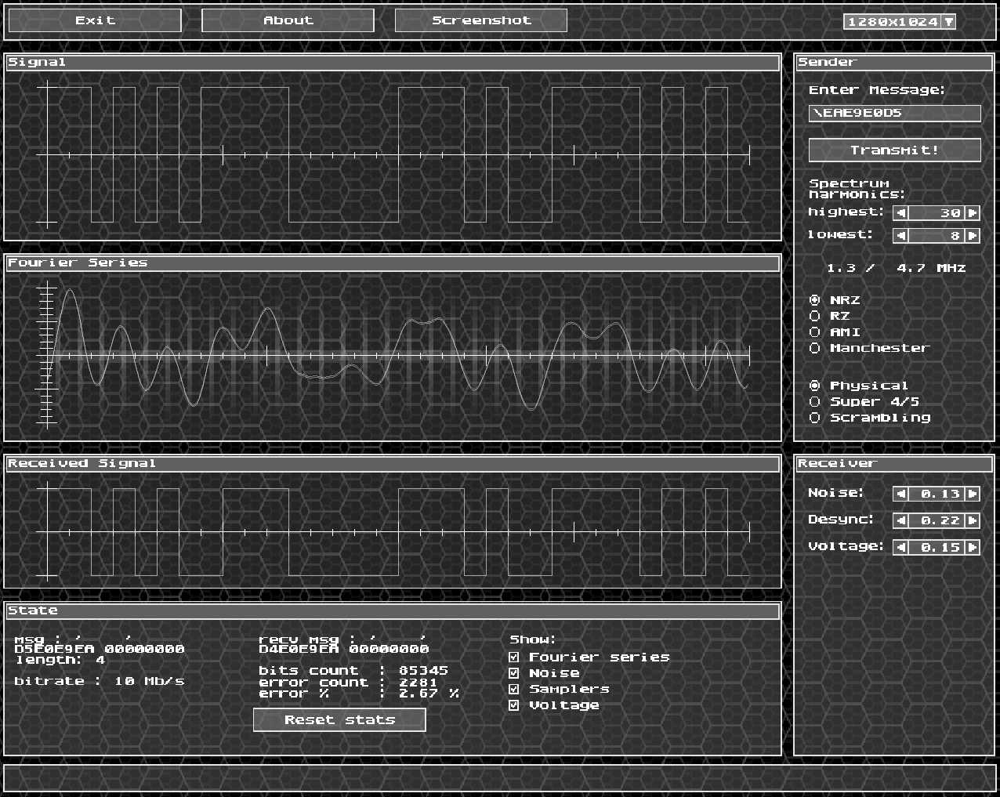 Exit About Screenshot 1280x1024
Signal
Sender
Enter Message:
\EAE9E0D5
Transmit!
Spectrum
harmonics:
highest: 30
lowest: 8
1.3 / 4.7 MHz
NRZ
RZ
AMI
Manchester
Physical
Super 4/5
Scrambling
Fourier Series
Received Signal
Receiver
Noise: 0.13
Desync: 0.22
Voltage: 0.15
State
msg : ' '
D5E0E9EA 00000000
length: 4
bitrate : 10 Mb/s
recv msg : ' '
D4E0E9EA 00000000
bits count : 85345
error count : 2281
error % : 2.67 %
Reset stats
Show:
Fourier series
Noise
Samplers
Voltage